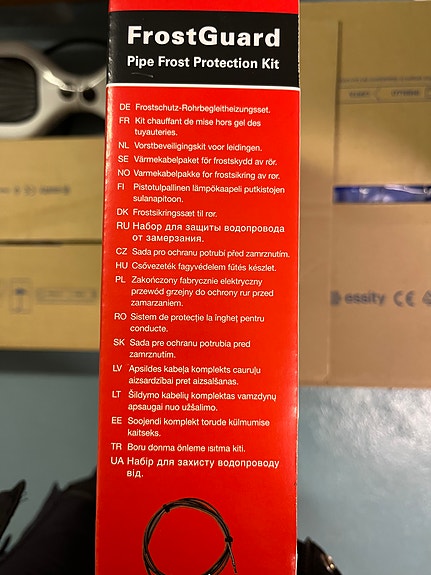 FrostGuard
Pipe Frost Protection Kit
DE Frostschutz-Rohrbegleitheizungsset.
FR Kit chauffant de mise hors gel des
tuyauteries.
NL Vorstbeveiligingskit voor leidingen.
SE Värmekabelpaket för frostskydd av rör.
NO Varmekabelpakke for frostsikring av rør.
FI Pistotulpallinen lämpökaapeli putkistojen
sulanapitoon.
DK Frostsikringssæt til rør.
RU Набор для защиты водопровода
от замерзания.
CZ Sada pro ochranu potrubí před zamrznutím.
HU Csővezeték fagyvédelem fűtés készlet.
PL Zakończony fabrycznie elektryczny
przewód grzejny do ochrony rur przed
zamarzaniem.
RO Sistem de protecție la îngheț pentru
conducte.
SK Sada pre ochranu potrubia pred
zamrznutím.
LV Apsildes kabeļa komplekts cauruļu
aizsardzībai pret aizsalšanas.
LT Šildymo kabelių komplektas vamzdynų
apsaugai nuo užšalimo.
EE Soojendi komplekt torude külmumise
kaitseks.
TR Boru donma önleme ısıtma kiti.
UA Набір для захисту водопроводу
від.
essity CE